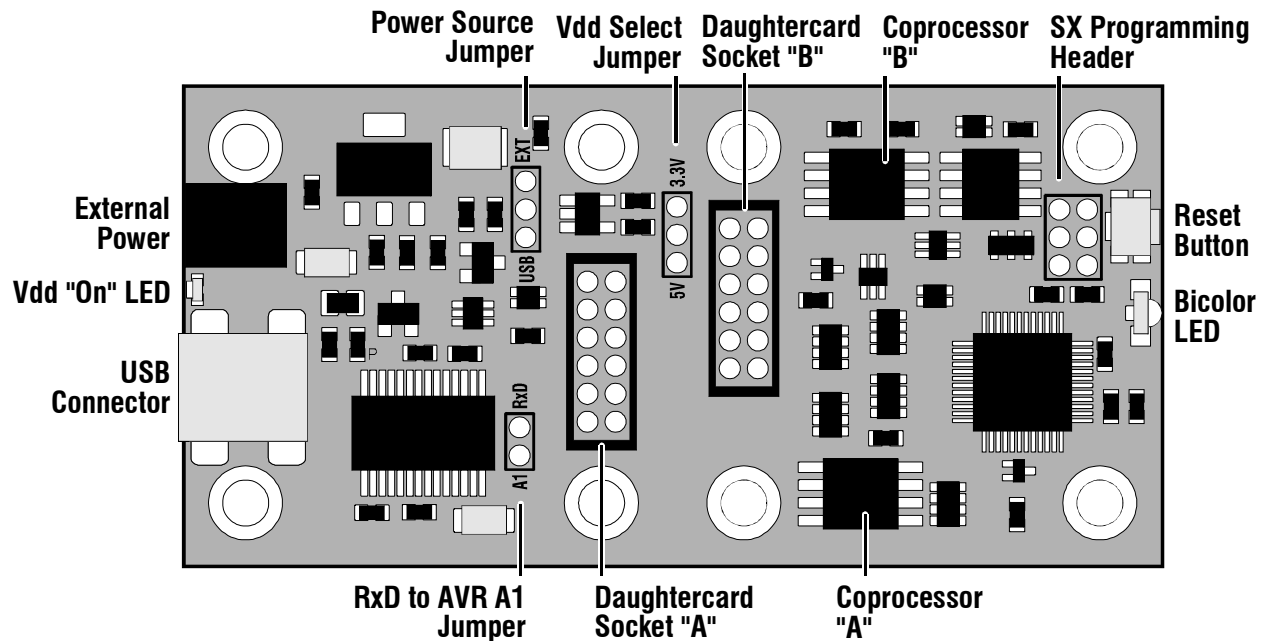 Power Source
Jumper
Vdd Select
Jumper
Daughtercard
Socket "B"
Coprocessor
"B"
SX Programming
Header
External
Power
Vdd "On" LED
USB
Connector
EXT
USB
3.3V
5V
RxD
A1
P
Reset
Button
Bicolor
LED
RxD to AVR A1
Jumper
Daughtercard
Socket "A"
Coprocessor
"A"